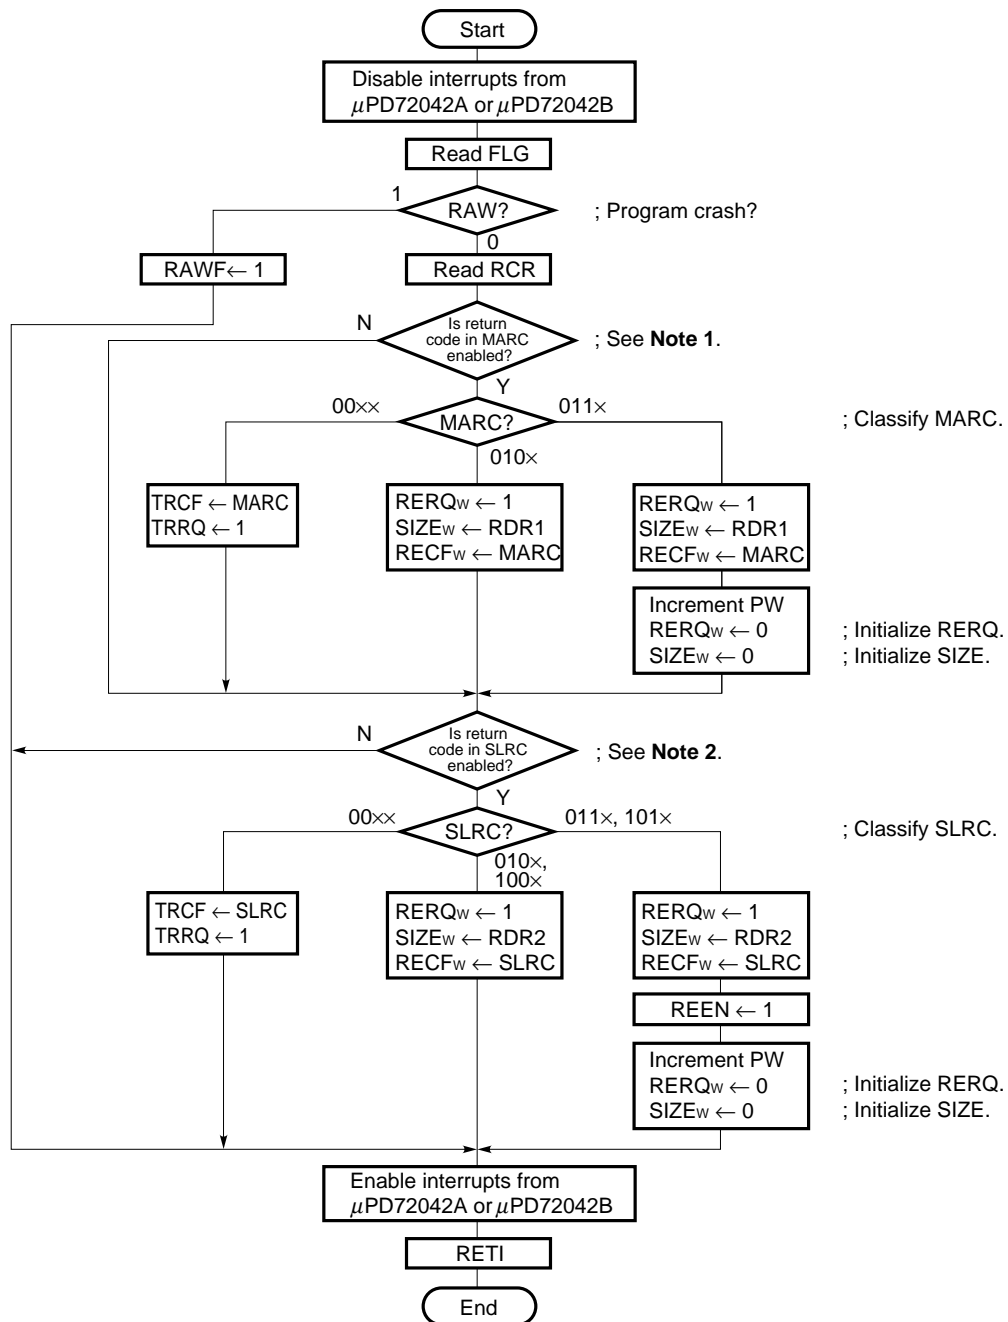 Start
Disable interrupts from
μPD72042A or μPD72042B
Read FLG
1
RAW?
; Program crash?
0
RAWF← 1
Read RCR
N
Is return
code in MARC
enabled?
; See Note 1.
Y
00××
MARC?
011×
; Classify MARC.
010×
TRCF ← MARC
TRRQ ← 1
RERQW ← 1
SIZEW ← RDR1
RECFW ← MARC
RERQW ← 1
SIZEW ← RDR1
RECFW ← MARC
Increment PW
RERQW ← 0
; Initialize RERQ.
SIZEW ← 0
; Initialize SIZE.
N
Is return
code in SLRC
enabled?
; See Note 2.
Y
00××
SLRC?
011×, 101×
; Classify SLRC.
010×,
100×
TRCF ← SLRC
TRRQ ← 1
RERQW ← 1
SIZEW ← RDR2
RECFW ← SLRC
RERQW ← 1
SIZEW ← RDR2
RECFW ← SLRC
REEN ← 1
Increment PW
RERQW ← 0
; Initialize RERQ.
SIZEW ← 0
; Initialize SIZE.
Enable interrupts from
μPD72042A or μPD72042B
RETI
End